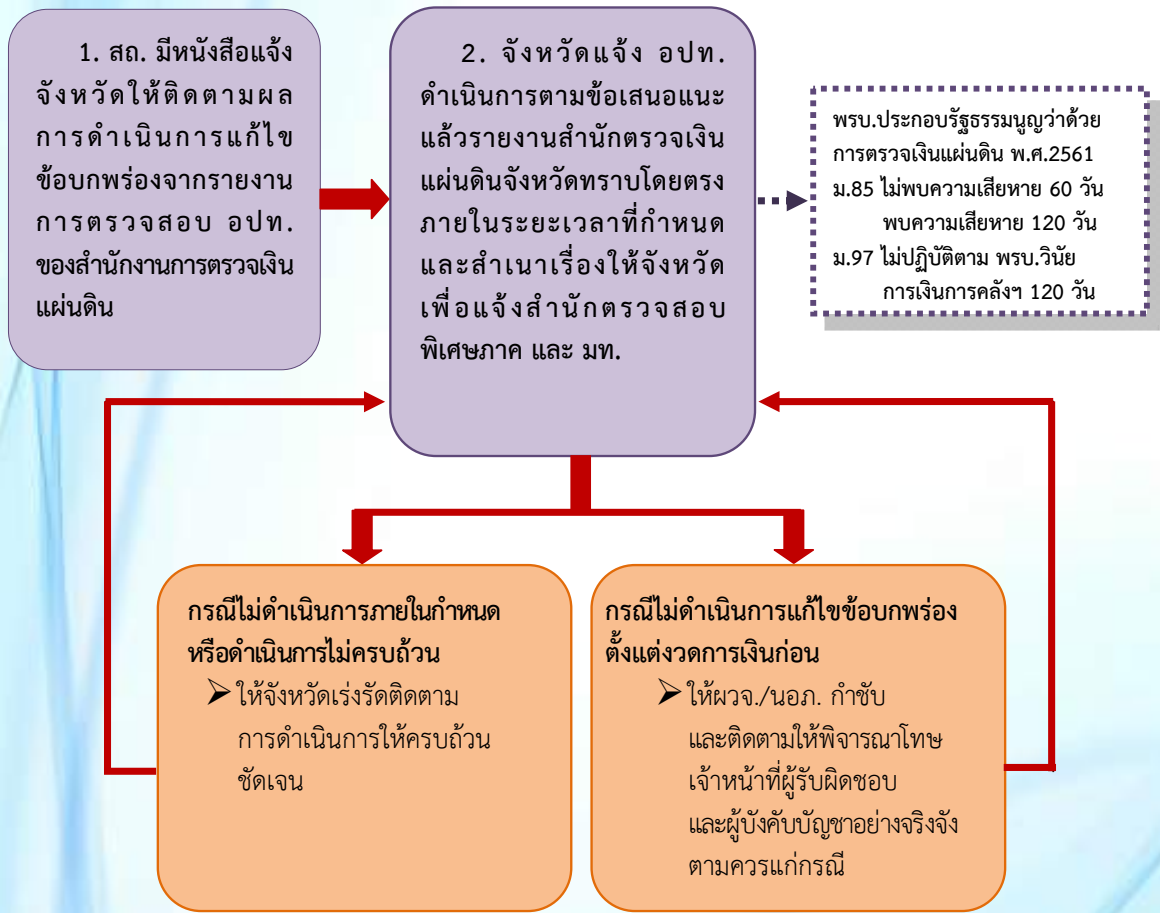 1. สถ. มีหนังสือแจ้ง
จังหวัดให้ติดตามผล
การดำเนินการแก้ไข
ข้อบกพร่องจากรายงาน
การตรวจสอบ อปท.
ของสำนักงานการตรวจเงิน
แผ่นดิน
2. จังหวัดแจ้ง อปท.
ดำเนินการตามข้อเสนอแนะ
แล้วรายงานสำนักตรวจเงิน
แผ่นดินจังหวัดทราบโดยตรง
ภายในระยะเวลาที่กำหนด
และสำเนาเรื่องให้จังหวัด
เพื่อแจ้งสำนักตรวจสอบ
พิเศษภาค และ มท.
พรบ.ประกอบรัฐธรรมนูญว่าด้วย
การตรวจเงินแผ่นดิน พ.ศ.2561
ม.85 ไม่พบความเสียหาย 60 วัน
พบความเสียหาย 120 วัน
ม.97 ไม่ปฏิบัติตาม พรบ.วินัย
การเงินการคลังฯ 120 วัน
กรณีไม่ดำเนินการภายในกำหนด
หรือดำเนินการไม่ครบถ้วน
➢ ให้จังหวัดเร่งรัดติดตาม
การดำเนินการให้ครบถ้วน
ชัดเจน
กรณีไม่ดำเนินการแก้ไขข้อบกพร่อง
ตั้งแต่งวดการเงินก่อน
➢ ให้ผวจ./นอภ. กำชับ
และติดตามให้พิจารณาโทษ
เจ้าหน้าที่ผู้รับผิดชอบ
และผู้บังคับบัญชาอย่างจริงจัง
ตามควรแก่กรณี